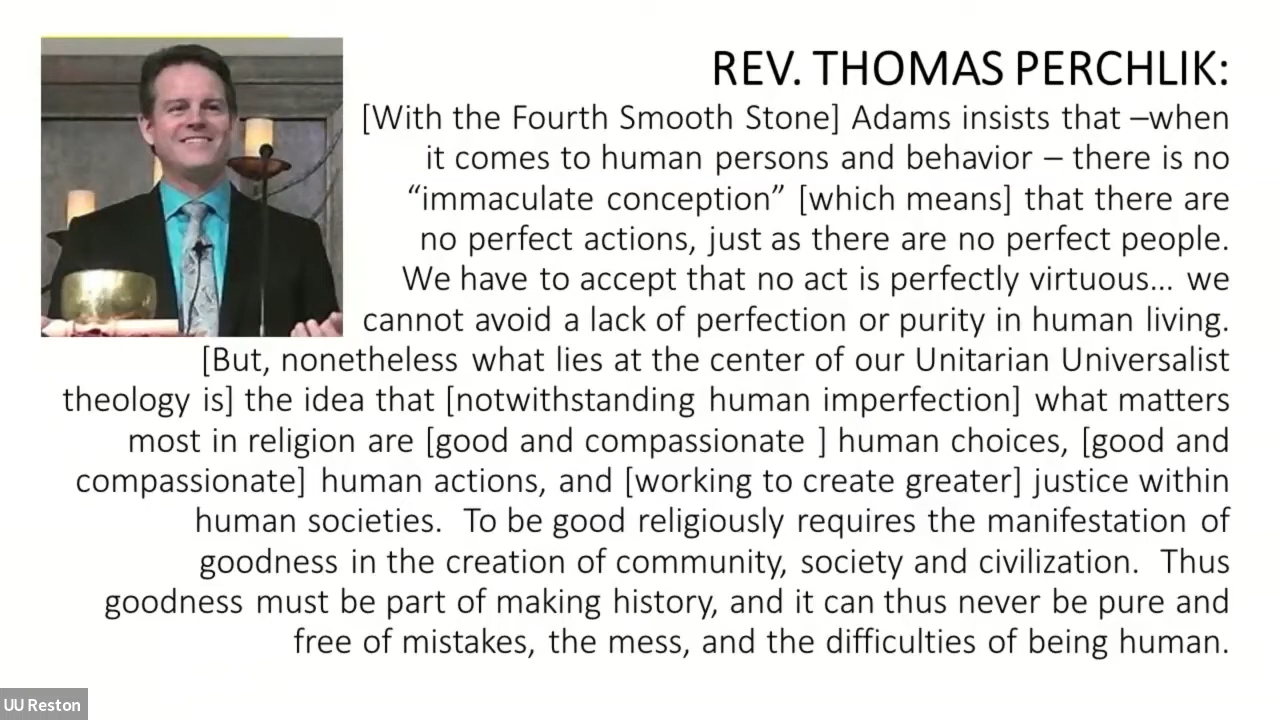 REV. THOMAS PERCHLIK:
[With the Fourth Smooth Stone] Adams insists that –when
it comes to human persons and behavior – there is no
“immaculate conception” [which means] that there are
no perfect actions, just as there are no perfect people.
We have to accept that no act is perfectly virtuous… we
cannot avoid a lack of perfection or purity in human living.
[But, nonetheless what lies at the center of our Unitarian Universalist
theology is] the idea that [notwithstanding human imperfection] what matters
most in religion are [good and compassionate ] human choices, [good and
compassionate] human actions, and [working to create greater] justice within
human societies.  To be good religiously requires the manifestation of
goodness in the creation of community, society and civilization.  Thus
goodness must be part of making history, and it can thus never be pure and
free of mistakes, the mess, and the difficulties of being human.
UU Reston